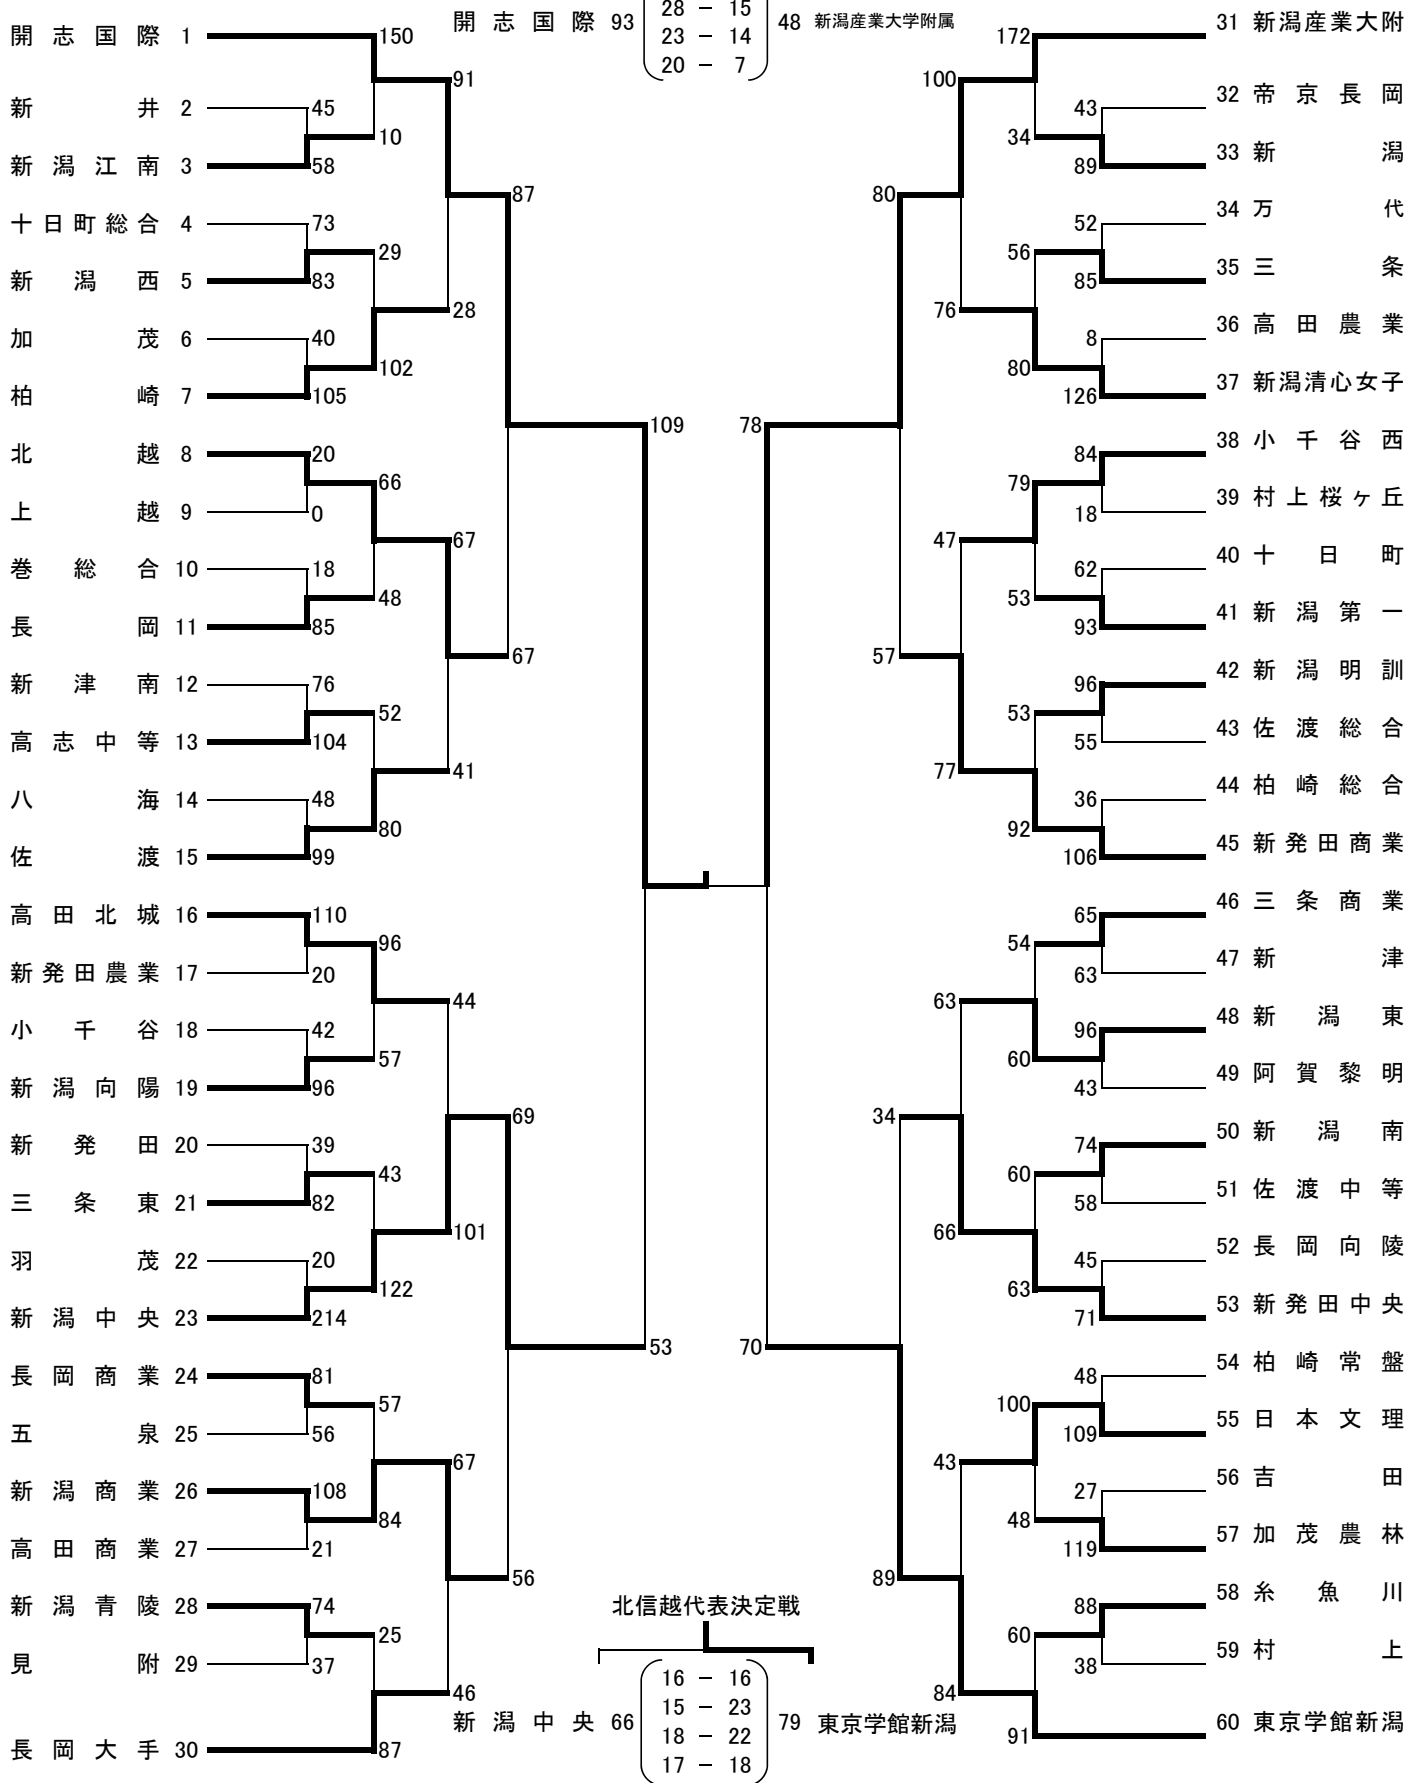 開志国際 93 28 － 15 48 新潟産業大学附属
23 － 14
20 － 7
開志国際 1 150
91
新井 2 45
10
新潟江南 3 58
87
十日町総合 4 73
29
新潟西 5 83
28
加茂 6 40
102
柏崎 7 105
109
北越 8 20
66
上越 9 0
67
巻総合 10 18
48
長岡 11 85
67
新津南 12 76
52
高志中等 13 104
41
八海 14 48
80
佐渡 15 99
高田北城 16 110
96
新発田農業 17 20
44
小千谷 18 42
57
新潟向陽 19 96
69
新発田 20 39
43
三条東 21 82
101
羽茂 22 20
122
新潟中央 23 214
53
長岡商業 24 81
57
五泉 25 56
67
新潟商業 26 108
84
高田商業 27 21
56
新潟青陵 28 74
25
見附 29 37
46
長岡大手 30 87
172 31 新潟産業大附
100
43 32 帝京長岡
34
89 33 新潟
80
52 34 万代
56
85 35 三条
76
8 36 高田農業
80
126 37 新潟清心女子
78
84 38 小千谷西
79
18 39 村上桜ヶ丘
47
62 40 十日町
53
93 41 新潟第一
57
96 42 新潟明訓
53
55 43 佐渡総合
77
36 44 柏崎総合
92
106 45 新発田商業
65 46 三条商業
54
63 47 新津
63
96 48 新潟東
60
43 49 阿賀黎明
34
74 50 新潟南
60
58 51 佐渡中等
66
45 52 長岡向陵
63
71 53 新発田中央
70
48 54 柏崎常盤
100
109 55 日本文理
43
27 56 吉田
48
119 57 加茂農林
89
88 58 糸魚川
60
38 59 村上
84
91 60 東京学館新潟
北信越代表決定戦
16 － 16
15 － 23
新潟中央 66 79 東京学館新潟
18 － 22
17 － 18